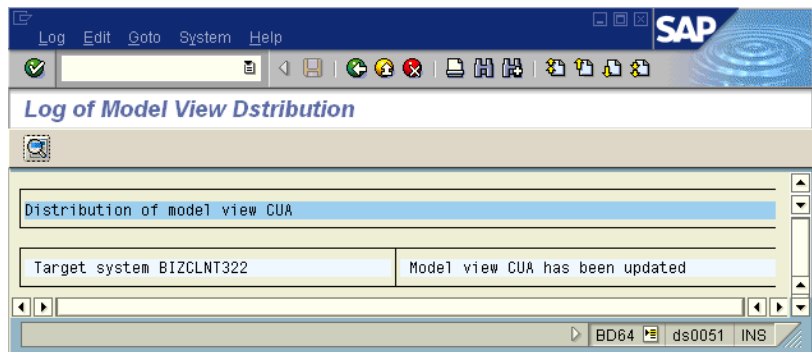 SAP
Log Edit Goto System Help
Log of Model View Dstribution
Distribution of model view CUA
Target system BIZCLNT322 Model view CUA has been updated
BD64 ds0051 INS